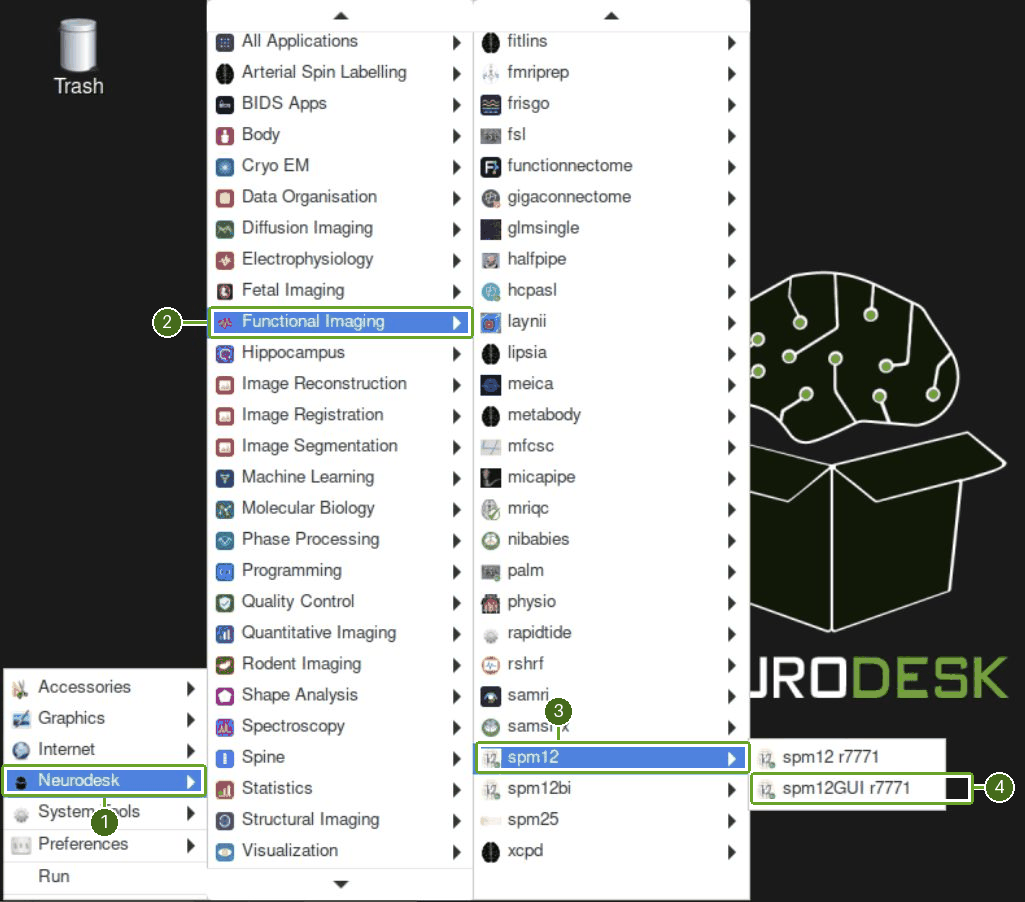 Trash
All Applications
Arterial Spin Labelling
BIDS Apps
Body
Cryo EM
Data Organisation
Diffusion Imaging
Electrophysiology
Fetal Imaging
2
Functional Imaging
Hippocampus
Image Reconstruction
Image Registration
Image Segmentation
Machine Learning
Molecular Biology
Phase Processing
Programming
Quality Control
Quantitative Imaging
Rodent Imaging
Shape Analysis
Spectroscopy
Spine
Statistics
Structural Imaging
Visualization
fitlins
fmriprep
frisgo
fsl
functionnectome
gigaconnectome
glmsingle
halfpipe
hcpasl
laynii
lipsia
meica
metabody
mfcsc
micapipe
mriqc
nibabies
palm
physio
rapidtide
rshrf
samri
3
spm12
spm12bi
spm25
xcpd
spm12 r7771
spm12GUI r7771
4
Accessories
Graphics
Internet
Neurodesk
1
Preferences
Run
URODESK